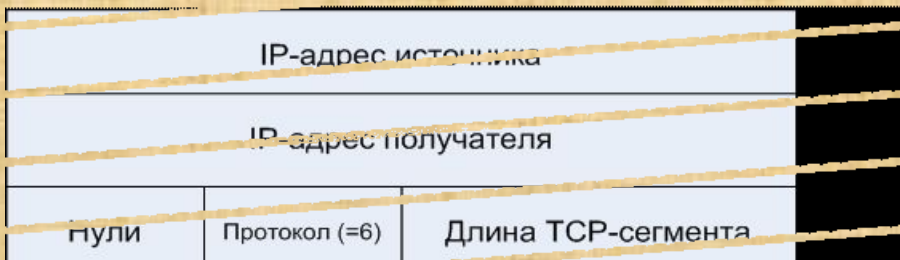 IP-адрес источника
IP-адрес получателя
Нули Протокол (=6) Длина TCP-сегмента